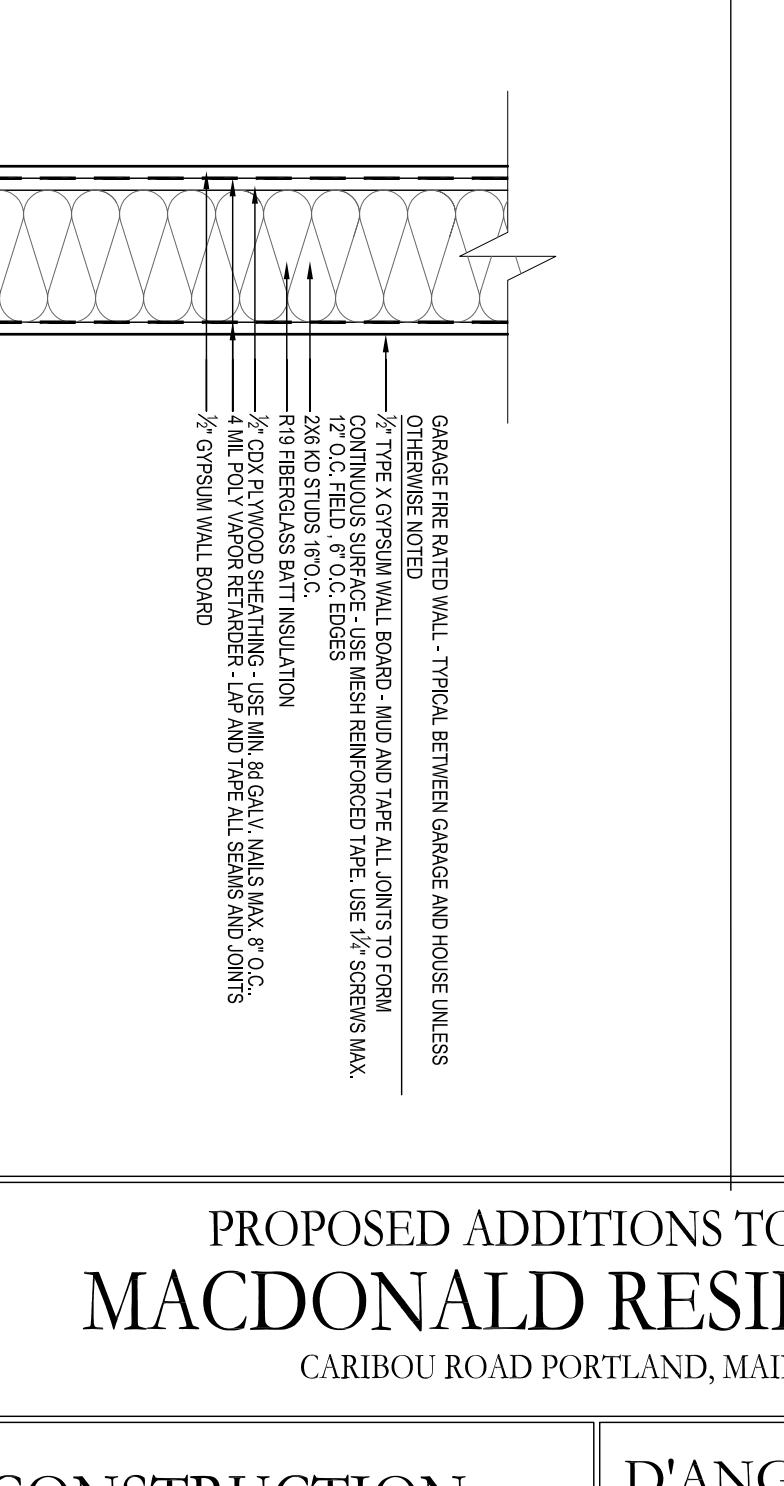 GARAGE FIRE RATED WALL - TYPICAL BETWEEN GARAGE AND HOUSE UNLESS
OTHERWISE NOTED
½" TYPE X GYPSUM WALL BOARD - MUD AND TAPE ALL JOINTS TO FORM
CONTINUOUS SURFACE - USE MESH REINFORCED TAPE. USE 1¼" SCREWS MAX.
12" O.C. FIELD , 6" O.C. EDGES
2X6 KD STUDS 16"O.C.
R19 FIBERGLASS BATT INSULATION
½" CDX PLYWOOD SHEATHING - USE MIN. 8d GALV. NAILS MAX. 8" O.C..
4 MIL POLY VAPOR RETARDER - LAP AND TAPE ALL SEAMS AND JOINTS
½" GYPSUM WALL BOARD
PROPOSED ADDITIONS TO
MACDONALD
CARIBOU ROAD PORTLAND,
CONSTRUCTION
D'ANG